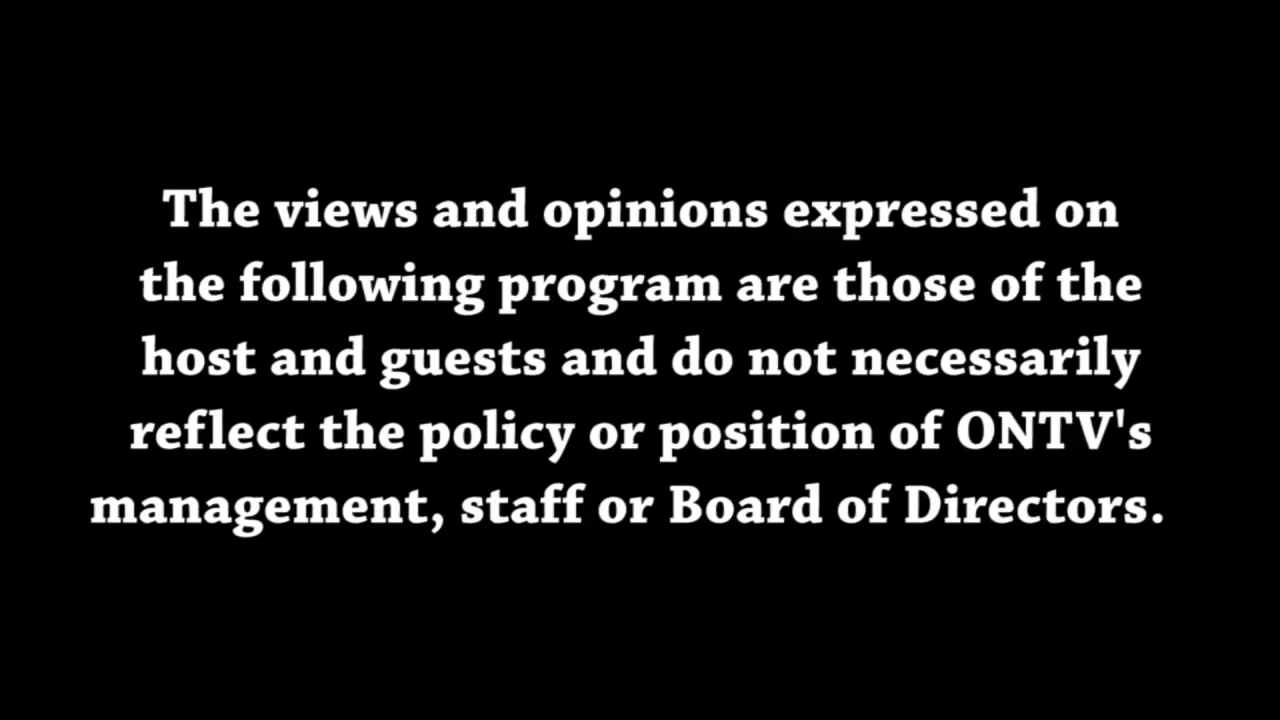 The views and opinions expressed on
the following program are those of the
host and guests and do not necessarily
reflect the policy or position of ONTV's
management, staff or Board of Directors.